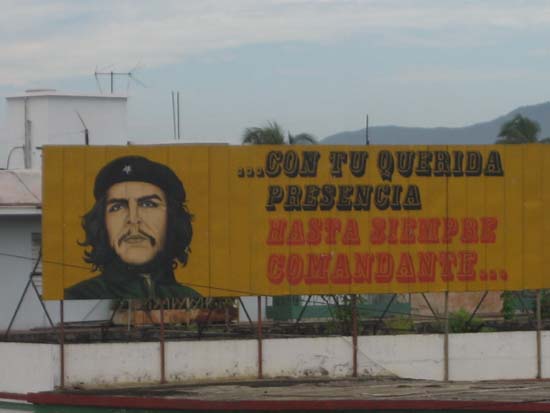 ...CON TU QUERIDA
PRESENCIA
HASTA SIEMPRE
COMANDANTE...